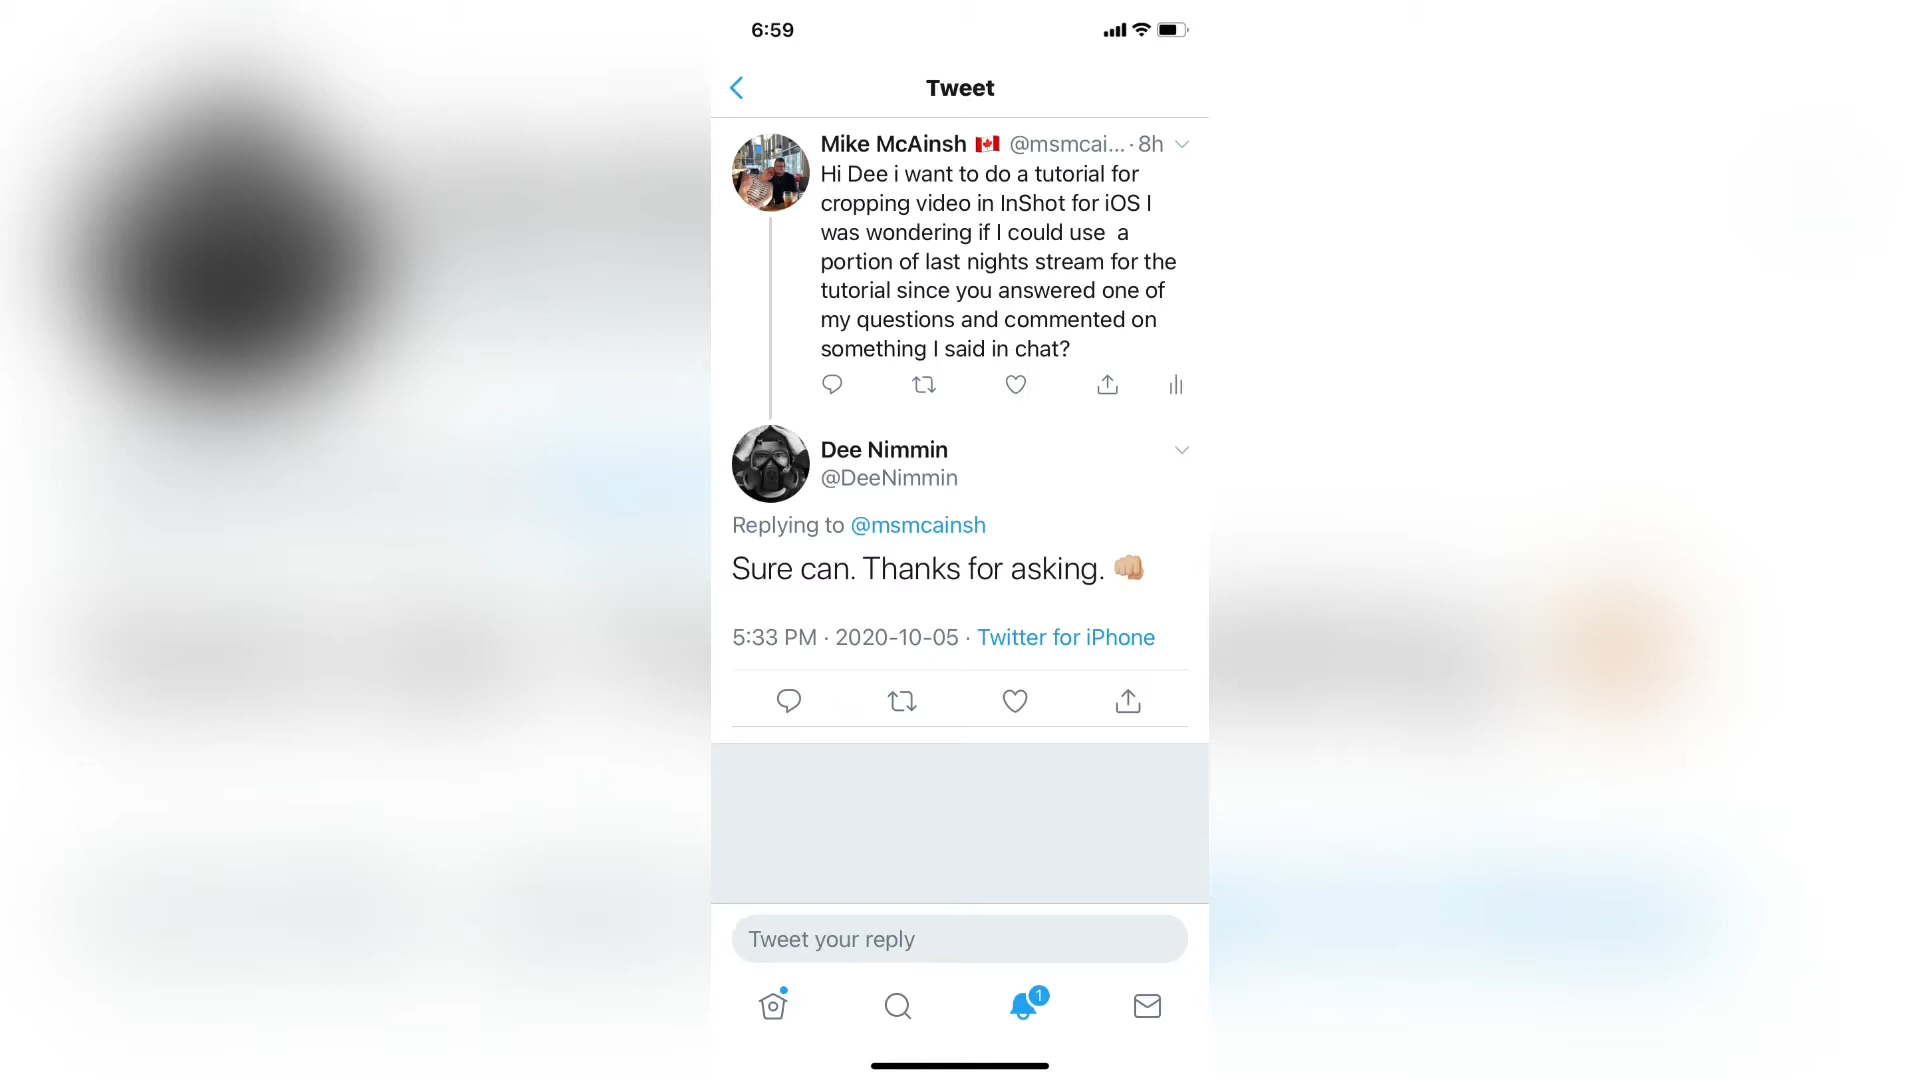 6:59
Tweet
Mike McAinsh 🇨🇦 @msmcai... · 8h
Hi Dee i want to do a tutorial for
cropping video in InShot for iOS I
was wondering if I could use  a
portion of last nights stream for the
tutorial since you answered one of
my questions and commented on
something I said in chat?
Dee Nimmin
@DeeNimmin
Replying to @msmcainsh
Sure can. Thanks for asking. 👊🏼
5:33 PM · 2020-10-05 · Twitter for iPhone
Tweet your reply
1